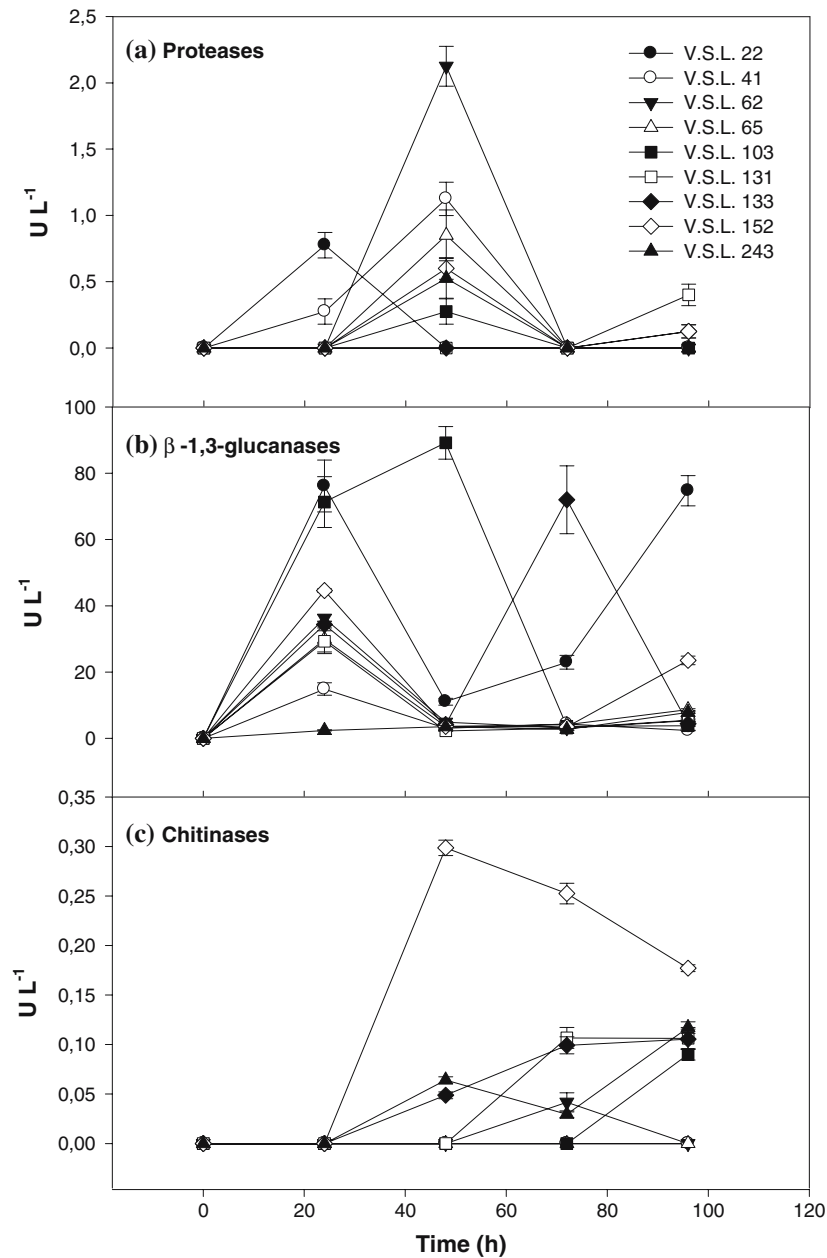 (a) Proteases
2,5
2,0
1,5
1,0
0,5
0,0
U L⁻¹
V.S.L. 22
V.S.L. 41
V.S.L. 62
V.S.L. 65
V.S.L. 103
V.S.L. 131
V.S.L. 133
V.S.L. 152
V.S.L. 243
(b) β -1,3-glucanases
100
80
60
40
20
0
U L⁻¹
(c) Chitinases
0,35
0,30
0,25
0,20
0,15
0,10
0,05
0,00
U L⁻¹
0 20 40 60 80 100 120
Time (h)